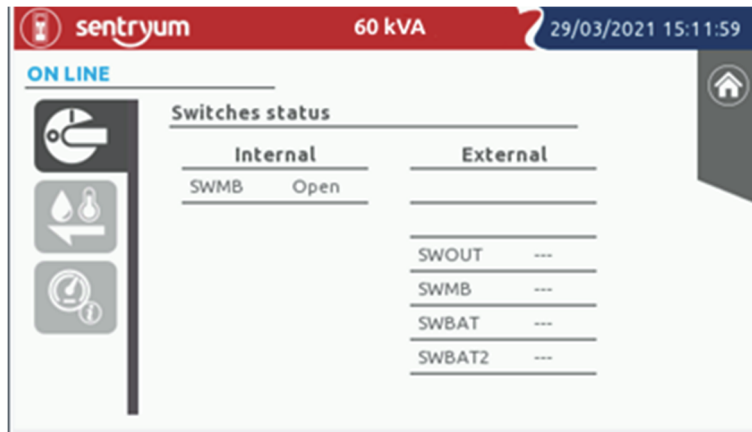 sentryum 60 kVA 29/03/2021 15:11:59
ON LINE
Switches status
Internal External
SWMB Open
SWOUT ---
SWMB ---
SWBAT ---
SWBAT2 ---
i